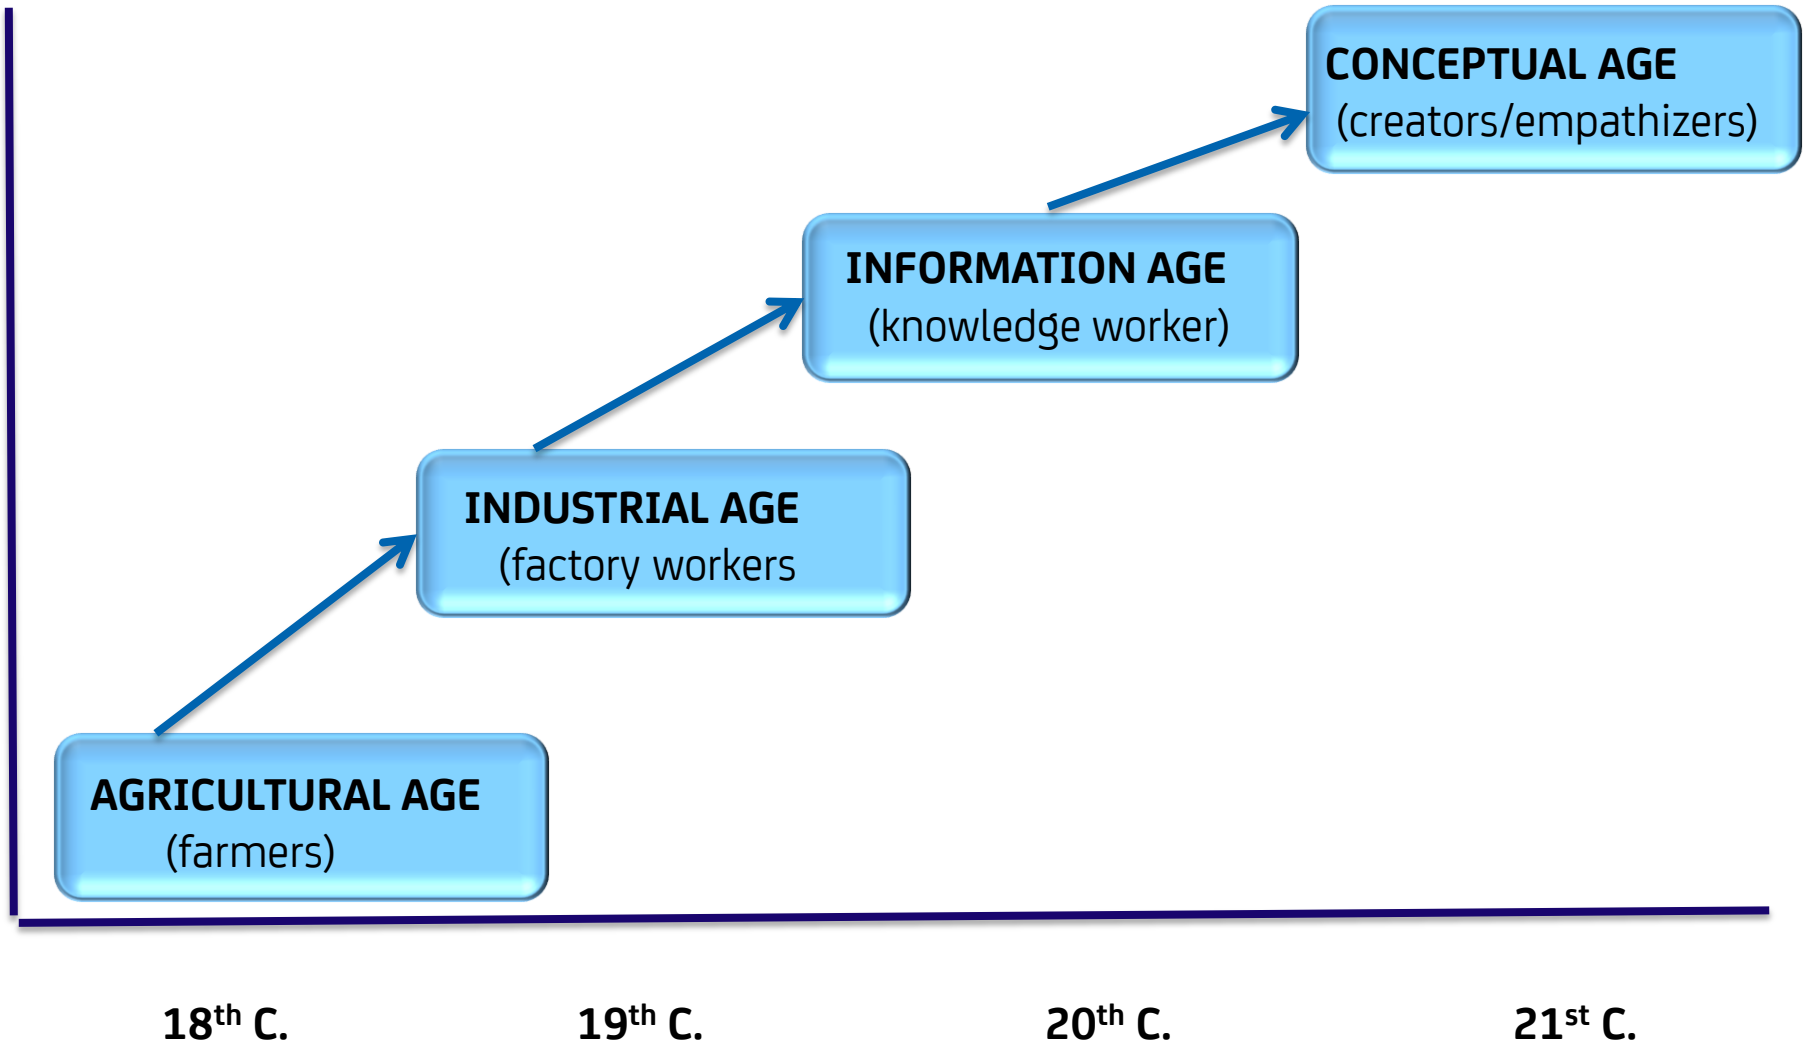 CONCEPTUAL AGE
(creators/empathizers)
INFORMATION AGE
(knowledge worker)
INDUSTRIAL AGE
(factory workers
AGRICULTURAL AGE
(farmers)
18th C. 19th C. 20th C. 21st C.